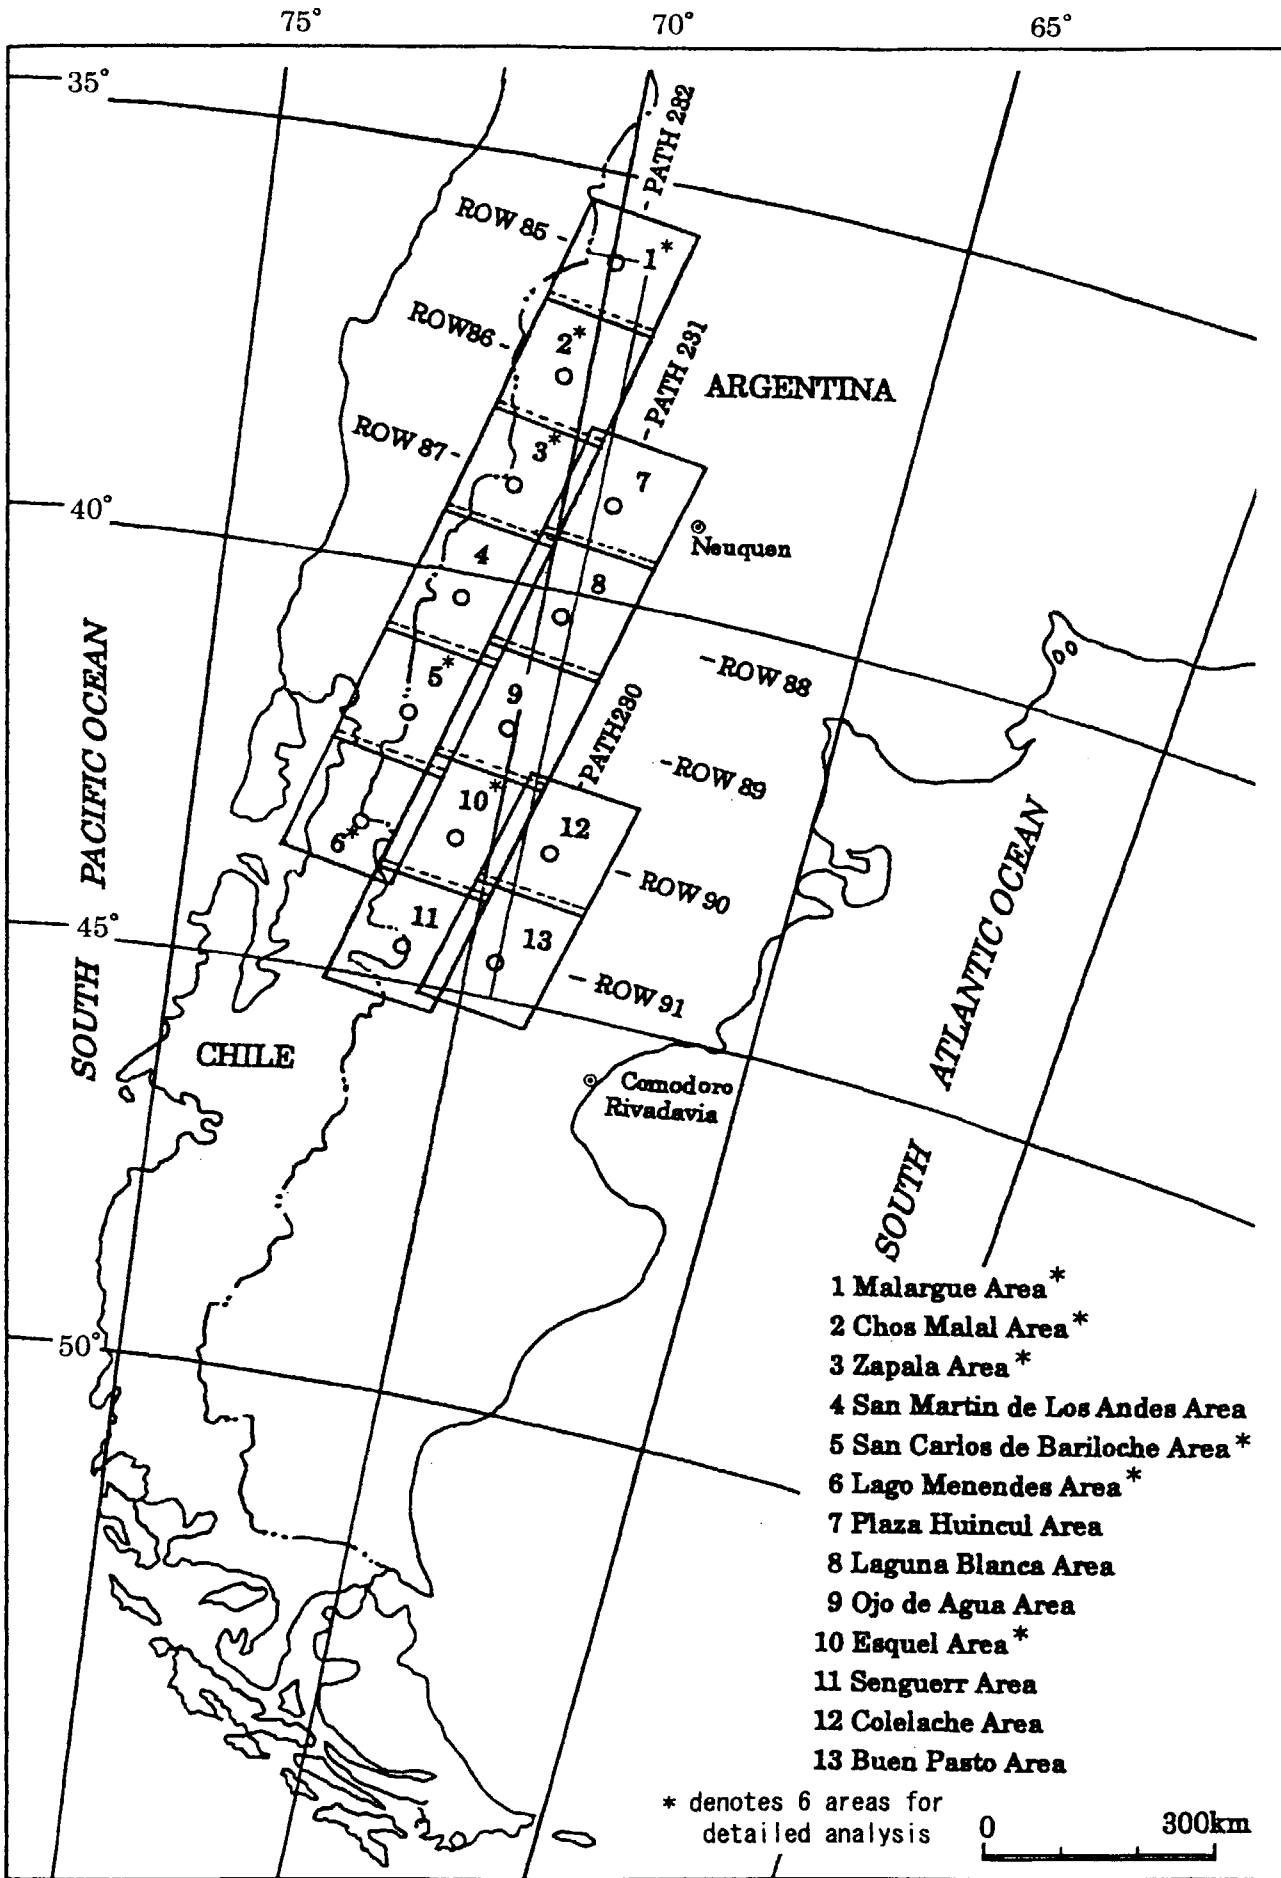 75°
70°
65°
35°
PATH 232
ROW 85
1*
ROW86
2*
PATH 231
ARGENTINA
ROW 87
3*
7
40°
Neuquen
4
8
5*
ROW 88
9
PATH230
ROW 89
10*
12
6*
ROW 90
45°
11
13
ROW 91
SOUTH PACIFIC OCEAN
CHILE
Comodoro
Rivadavia
SOUTH ATLANTIC OCEAN
50°
1 Malargue Area*
2 Chos Malal Area*
3 Zapala Area*
4 San Martin de Los Andes Area
5 San Carlos de Bariloche Area*
6 Lago Menendes Area*
7 Plaza Huincul Area
8 Laguna Blanca Area
9 Ojo de Agua Area
10 Esquel Area*
11 Senguerr Area
12 Colelache Area
13 Buen Pasto Area
* denotes 6 areas for
detailed analysis
0 300km